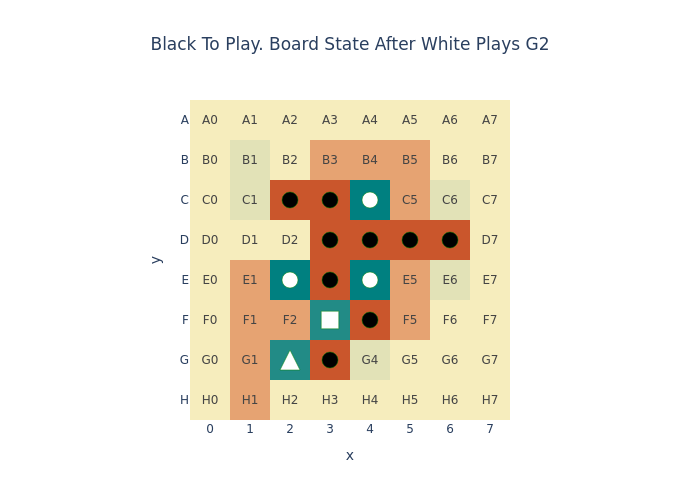 Black To Play. Board State After White Plays G2
A A0 A1 A2 A3 A4 A5 A6 A7
B B0 B1 B2 B3 B4 B5 B6 B7
C C0 C1 C5 C6 C7
D D0 D1 D2 D7
E E0 E1 E5 E6 E7
F F0 F1 F2 F5 F6 F7
G G0 G1 G4 G5 G6 G7
H H0 H1 H2 H3 H4 H5 H6 H7
0 1 2 3 4 5 6 7
x
y